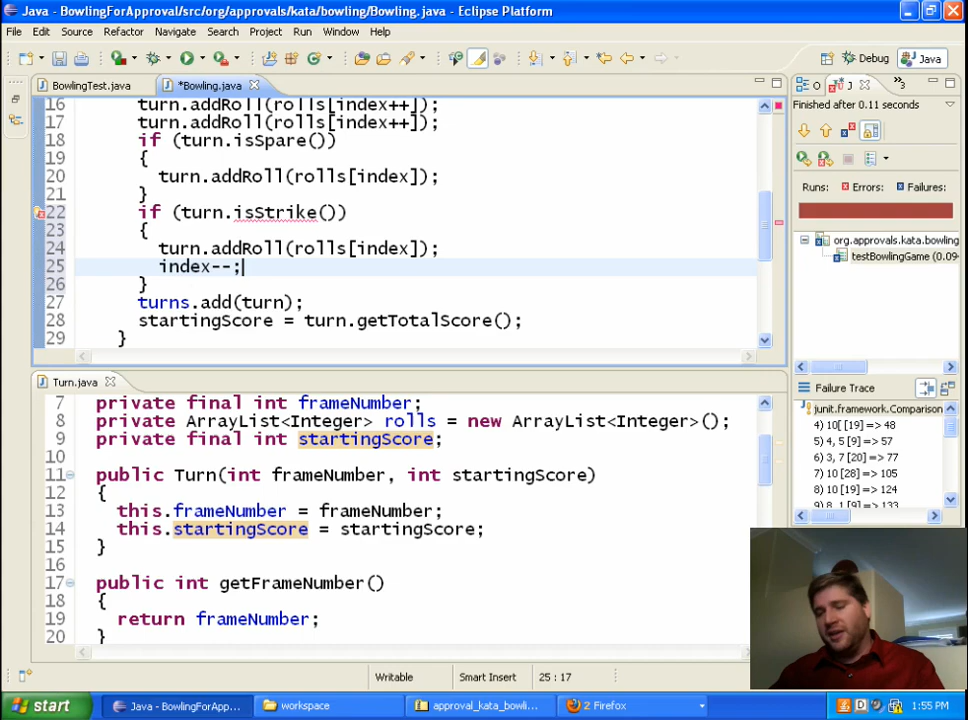 Java - BowlingForApproval/src/org/approvals/kata/bowling/Bowling.java - Eclipse Platform
File Edit Source Refactor Navigate Search Project Run Window Help
Debug Java
BowlingTest.java *Bowling.java
16 turn.addRoll(rolls[index++]);
17 turn.addRoll(rolls[index++]);
18 if (turn.isSpare())
19 {
20 turn.addRoll(rolls[index]);
21 }
22 if (turn.isStrike())
23 {
24 turn.addRoll(rolls[index]);
25 index--;
26 }
27 turns.add(turn);
28 startingScore = turn.getTotalScore();
29 }
Turn.java
7 private final int frameNumber;
8 private ArrayList<Integer> rolls = new ArrayList<Integer>();
9 private final int startingScore;
10
11 public Turn(int frameNumber, int startingScore)
12 {
13 this.frameNumber = frameNumber;
14 this.startingScore = startingScore;
15 }
16
17 public int getFrameNumber()
18 {
19 return frameNumber;
20 }
O J 3
Finished after 0.11 seconds
Runs: Errors: Failures:
org.approvals.kata.bowling
testBowlingGame (0.09
Failure Trace
junit.framework.Comparison
4) 10[ [19] => 48
5) 4, 5 [9] => 57
6) 3, 7 [20] => 77
7) 10 [28] => 105
8) 10 [19] => 124
9) 8, 1 [9] => 133
Writable Smart Insert 25 : 17
start Java - BowlingForApp... workspace approval_kata_bowli... 2 Firefox 1:55 PM